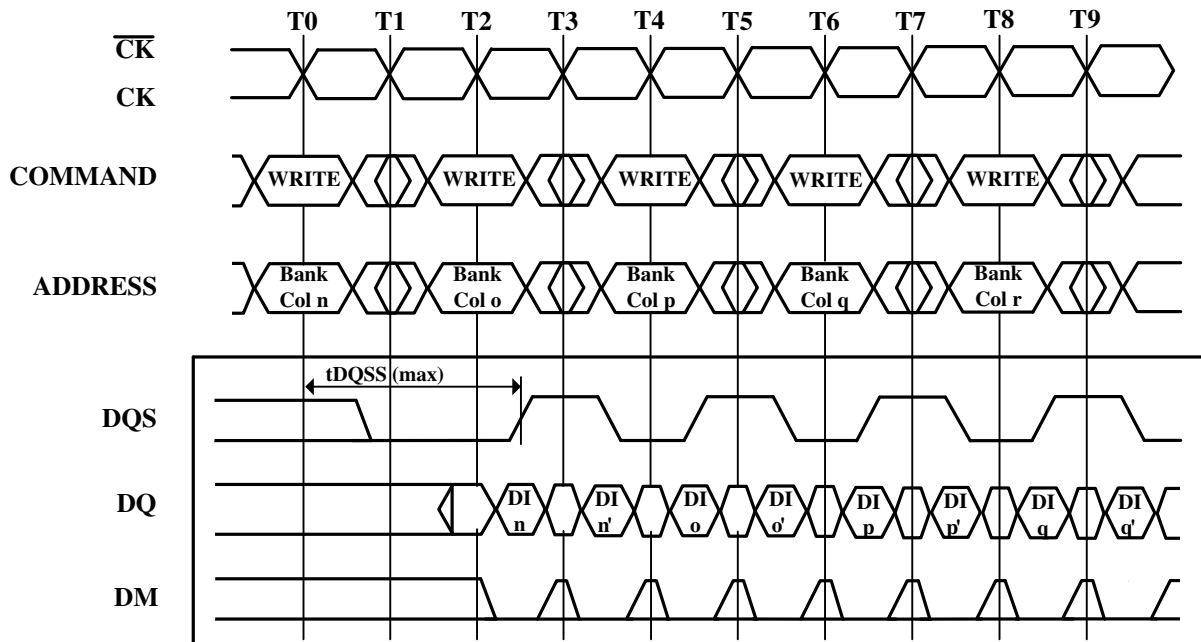 T0 T1 T2 T3 T4 T5 T6 T7 T8 T9
CK
CK
COMMAND WRITE WRITE WRITE WRITE WRITE
ADDRESS Bank Col n Bank Col o Bank Col p Bank Col q Bank Col r
tDQSS (max)
DQS
DQ DI n DI n' DI o DI o' DI p DI p' DI q DI q'
DM